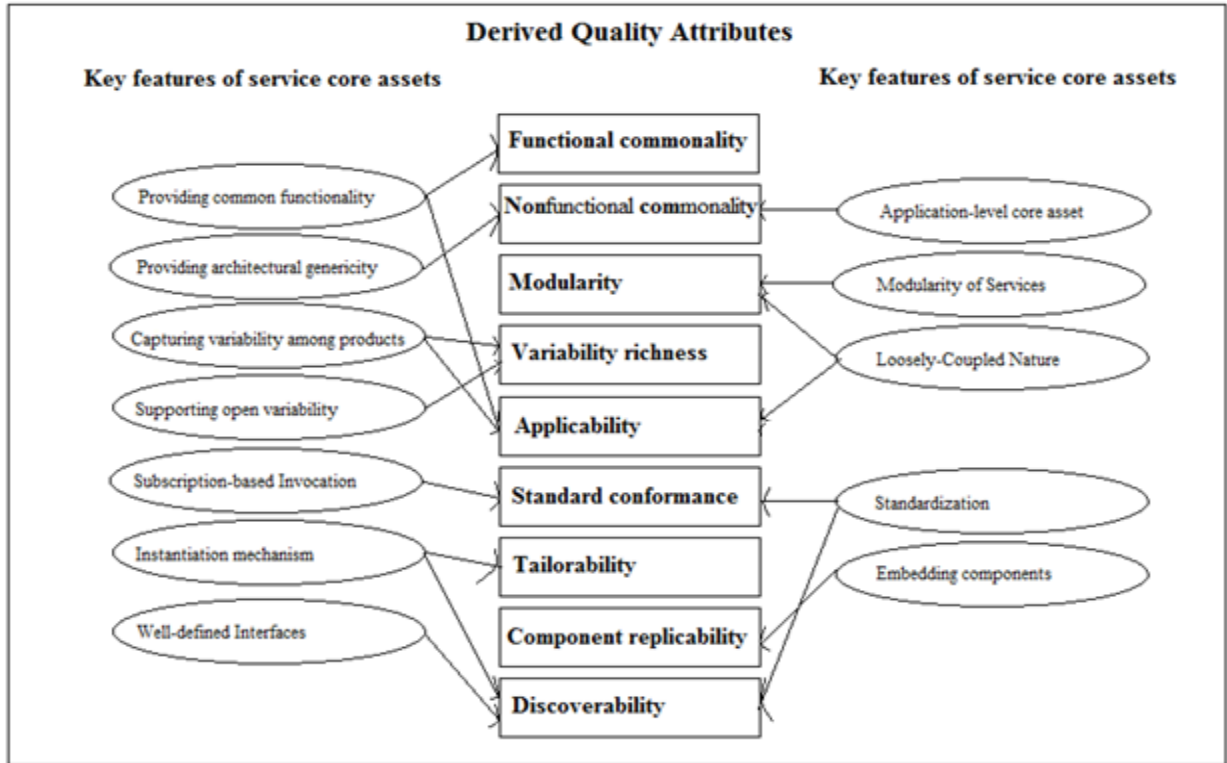 Derived Quality Attributes
Key features of service core assets
Key features of service core assets
Functional commonality
Providing common functionality
Nonfunctional commonality
Application-level core asset
Providing architectural genericity
Modularity
Modularity of Services
Capturing variability among products
Variability richness
Loosely-Coupled Nature
Supporting open variability
Applicability
Subscription-based Invocation
Standard conformance
Standardization
Instantiation mechanism
Tailorability
Embedding components
Well-defined Interfaces
Component replicability
Discoverability